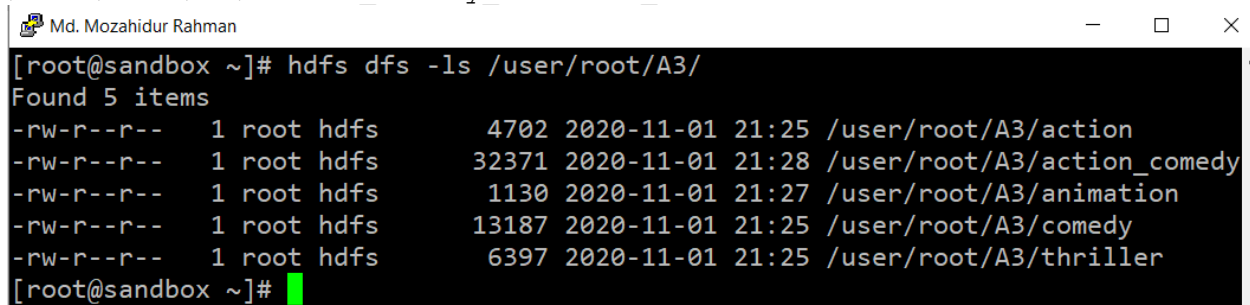 Md. Mozahidur Rahman
[root@sandbox ~]# hdfs dfs -ls /user/root/A3/
Found 5 items
-rw-r--r--   1 root hdfs       4702 2020-11-01 21:25 /user/root/A3/action
-rw-r--r--   1 root hdfs      32371 2020-11-01 21:28 /user/root/A3/action_comedy
-rw-r--r--   1 root hdfs       1130 2020-11-01 21:27 /user/root/A3/animation
-rw-r--r--   1 root hdfs      13187 2020-11-01 21:25 /user/root/A3/comedy
-rw-r--r--   1 root hdfs       6397 2020-11-01 21:25 /user/root/A3/thriller
[root@sandbox ~]#